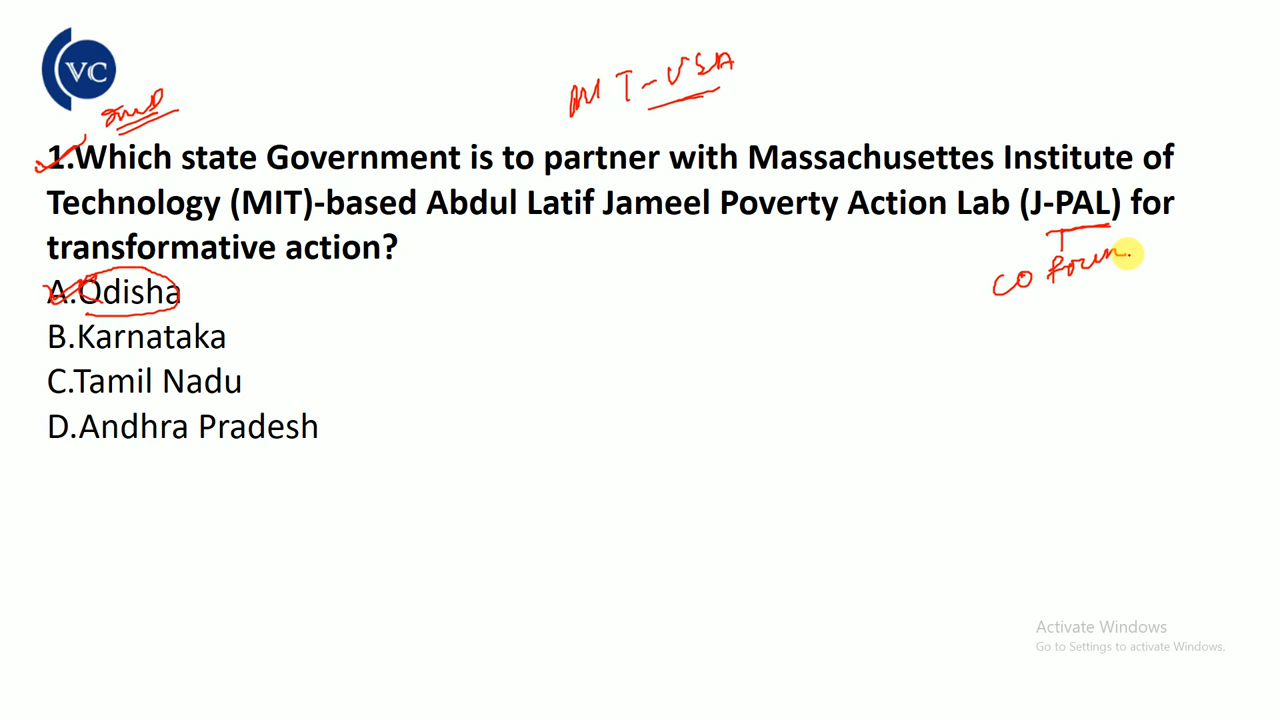 VC
MIT-USA
1.Which state Government is to partner with Massachusettes Institute of
Technology (MIT)-based Abdul Latif Jameel Poverty Action Lab (J-PAL) for
transformative action?
CO Foun
A.Odisha
B.Karnataka
C.Tamil Nadu
D.Andhra Pradesh
Activate Windows
Go to Settings to activate Windows.